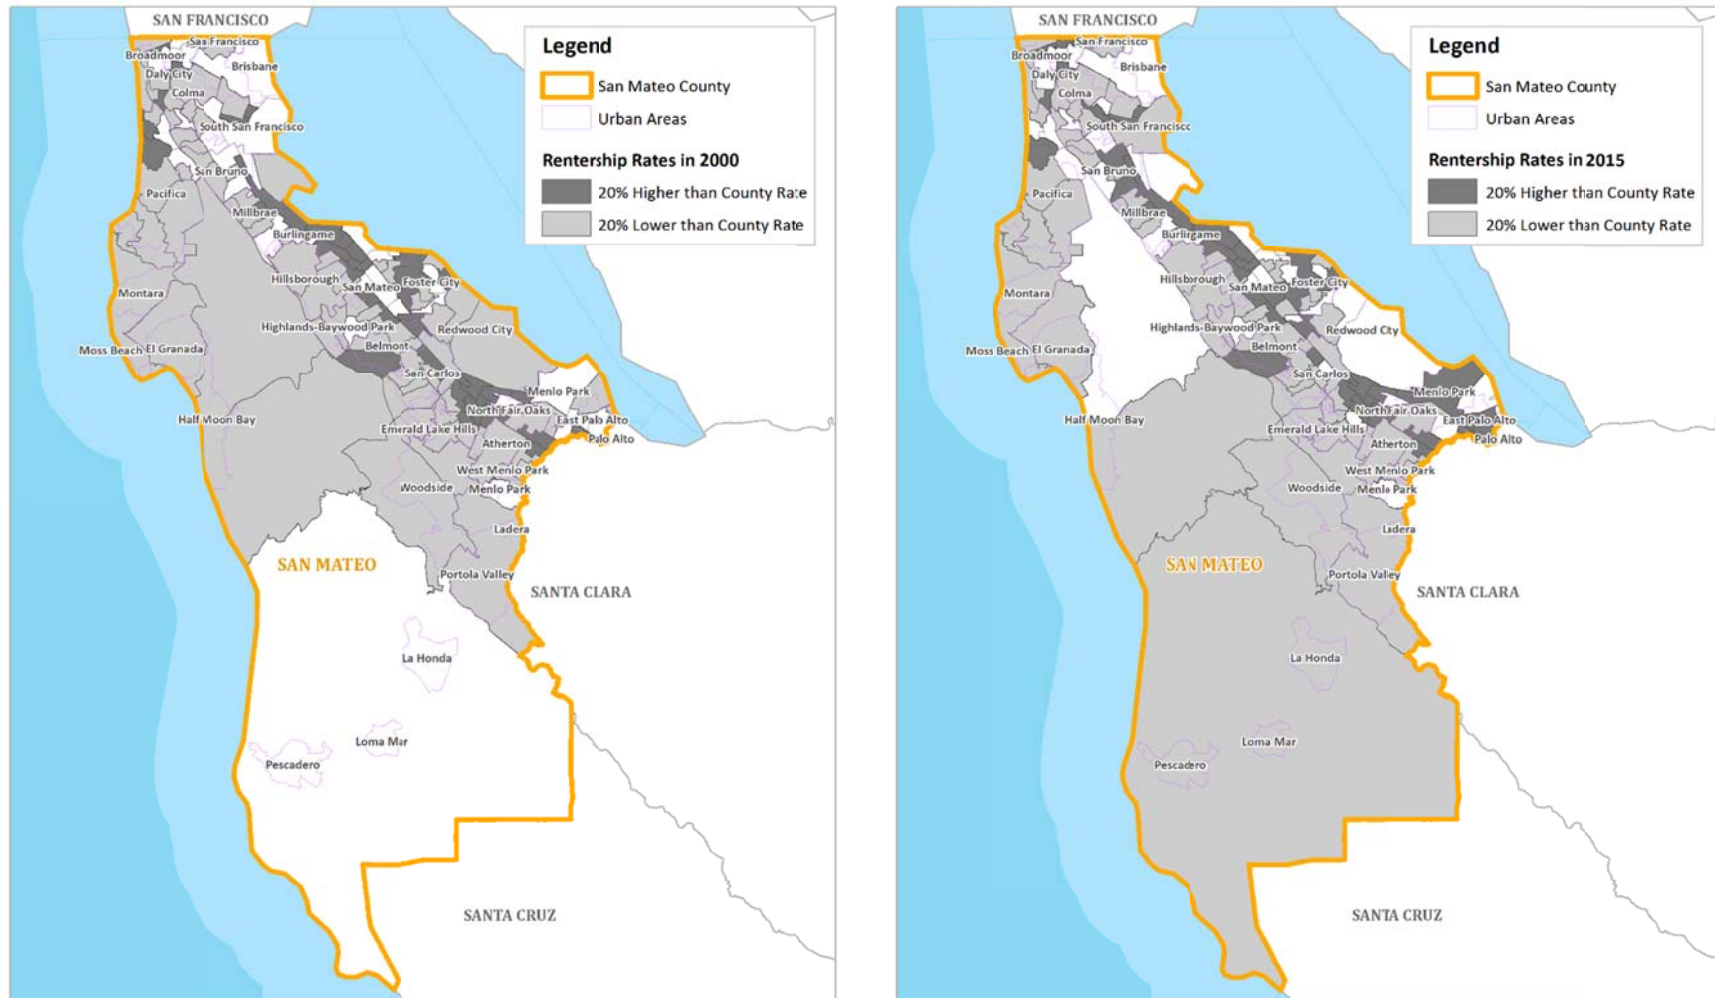 SAN FRANCISCO
San Francisco
Broadmoor
Brisbane
Daly City
Colma
South San Francisco
San Bruno
Pacifica
Millbrae
Burlingame
Hillsborough
San Mateo
Foster City
Montara
Highlands-Baywood Park
Redwood City
Moss Beach
El Granada
Belmont
San Carlos
Menlo Park
Half Moon Bay
North Fair Oaks
East Palo Alto
Emerald Lake Hills
Palo Alto
Atherton
West Menlo Park
Woodside
Menlo Park
Ladera
SAN MATEO
Portola Valley
SANTA CLARA
La Honda
Loma Mar
Pescadero
SANTA CRUZ
Legend
San Mateo County
Urban Areas
Rentership Rates in 2000
20% Higher than County Rate
20% Lower than County Rate
SAN FRANCISCO
San Francisco
Broadmoor
Brisbane
Daly City
Colma
South San Francisco
San Bruno
Pacifica
Millbrae
Burlingame
Hillsborough
San Mateo
Foster City
Montara
Highlands-Baywood Park
Redwood City
Moss Beach
El Granada
Belmont
San Carlos
Menlo Park
Half Moon Bay
North Fair Oaks
East Palo Alto
Emerald Lake Hills
Palo Alto
Atherton
West Menlo Park
Woodside
Menlo Park
Ladera
SAN MATEO
Portola Valley
SANTA CLARA
La Honda
Loma Mar
Pescadero
SANTA CRUZ
Legend
San Mateo County
Urban Areas
Rentership Rates in 2015
20% Higher than County Rate
20% Lower than County Rate